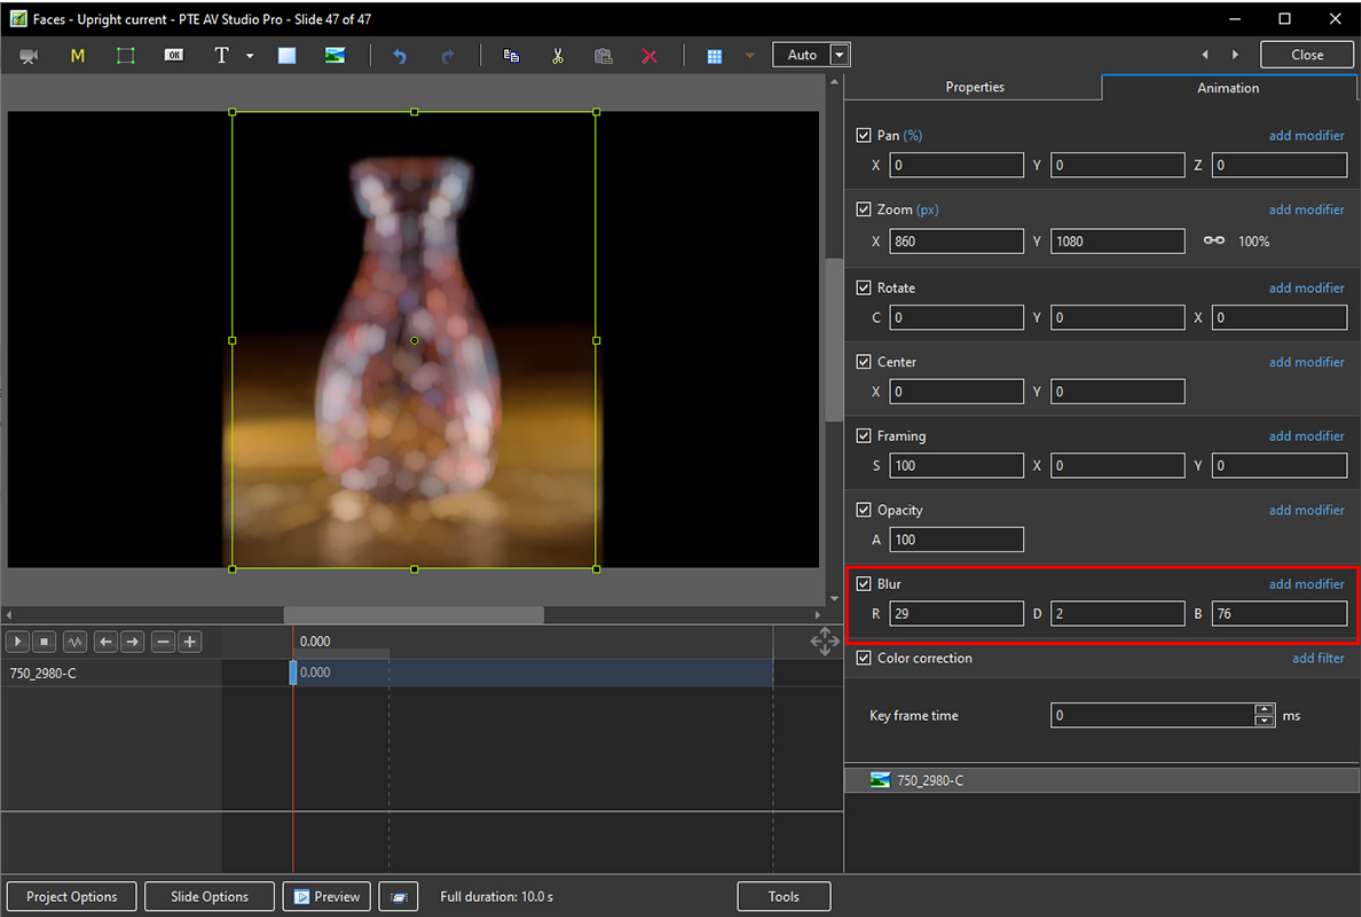 Faces - Upright current - PTE AV Studio Pro - Slide 47 of 47
M OK T Auto Close
Properties Animation
Pan (%) add modifier
X 0 Y 0 Z 0
Zoom (px) add modifier
X 860 Y 1080 100%
Rotate add modifier
C 0 Y 0 X 0
Center add modifier
X 0 Y 0
Framing add modifier
S 100 X 0 Y 0
Opacity add modifier
A 100
Blur add modifier
R 29 D 2 B 76
Color correction add filter
Key frame time 0 ms
750_2980-C
0.000
750_2980-C 0.000
Project Options Slide Options Preview Full duration: 10.0 s Tools